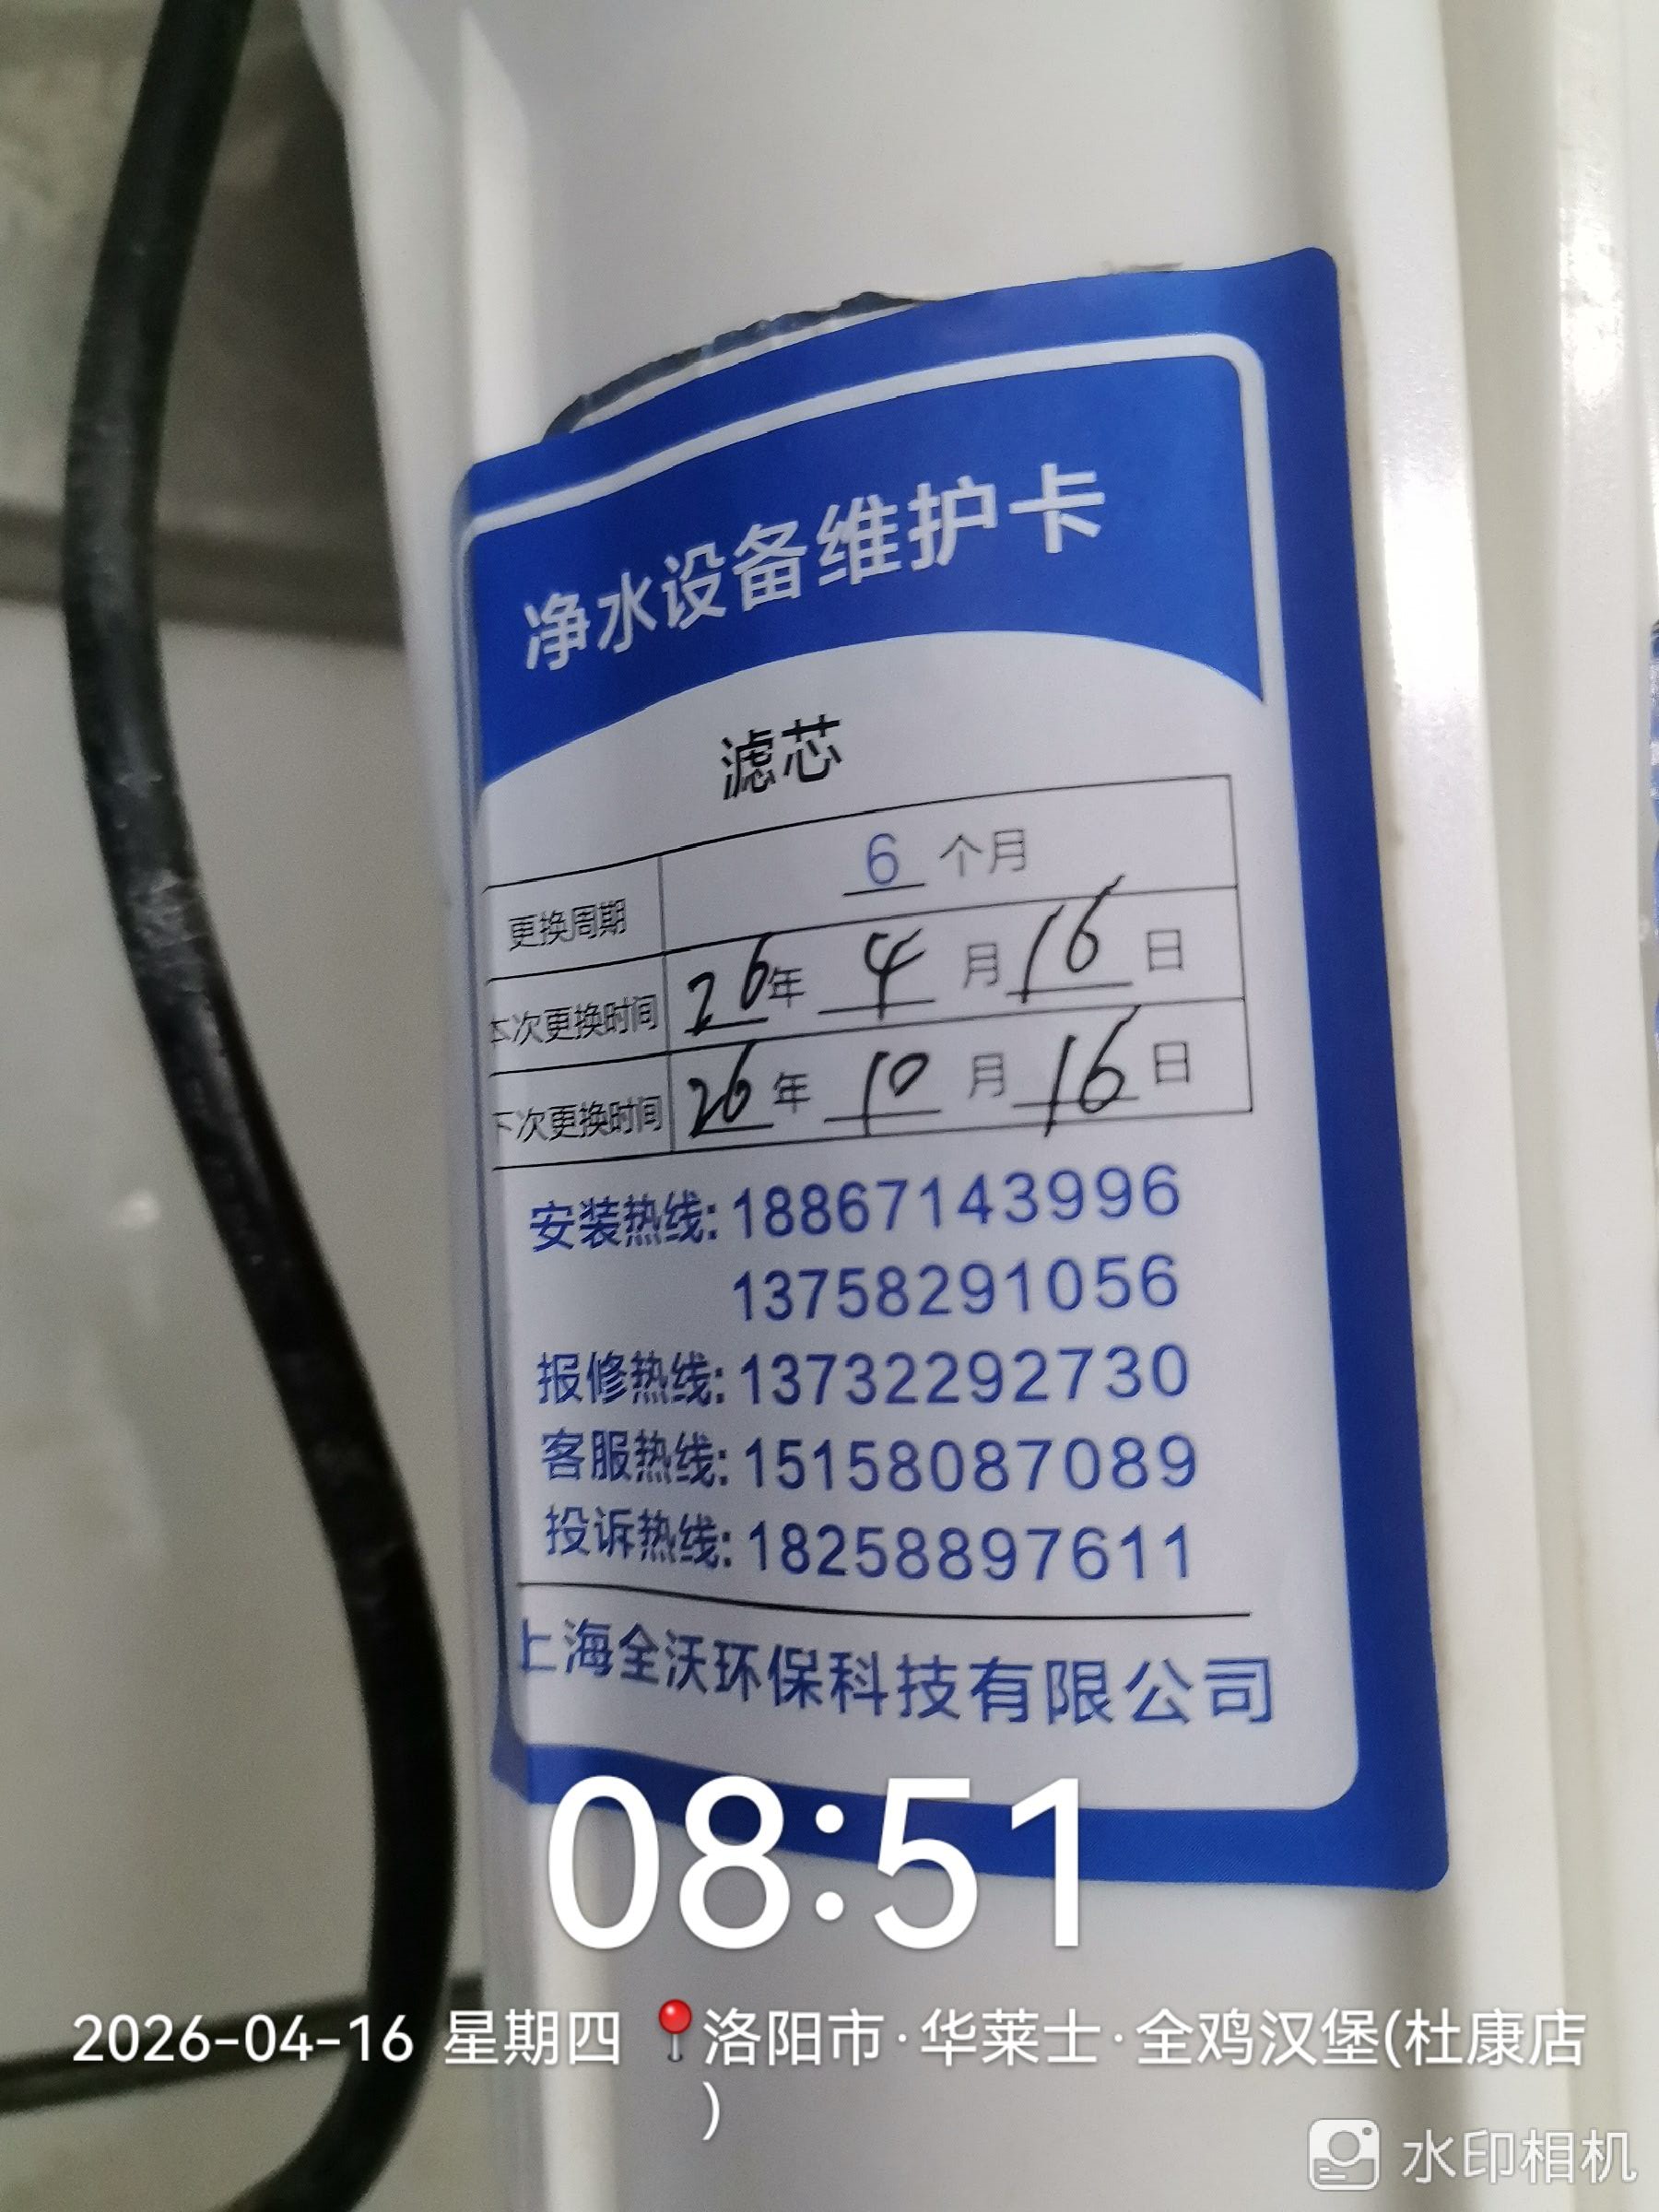 净水设备维护卡
滤芯
更换周期 6 个月
本次更换时间 26年 4 月 16 日
下次更换时间 26年 10 月 16 日
安装热线:18867143996
13758291056
报修热线:13732292730
客服热线:15158087089
投诉热线:18258897611
上海全沃环保科技有限公司
08:51
2026-04-16 星期四 📍洛阳市·华莱士·全鸡汉堡(杜康店
)
水印相机